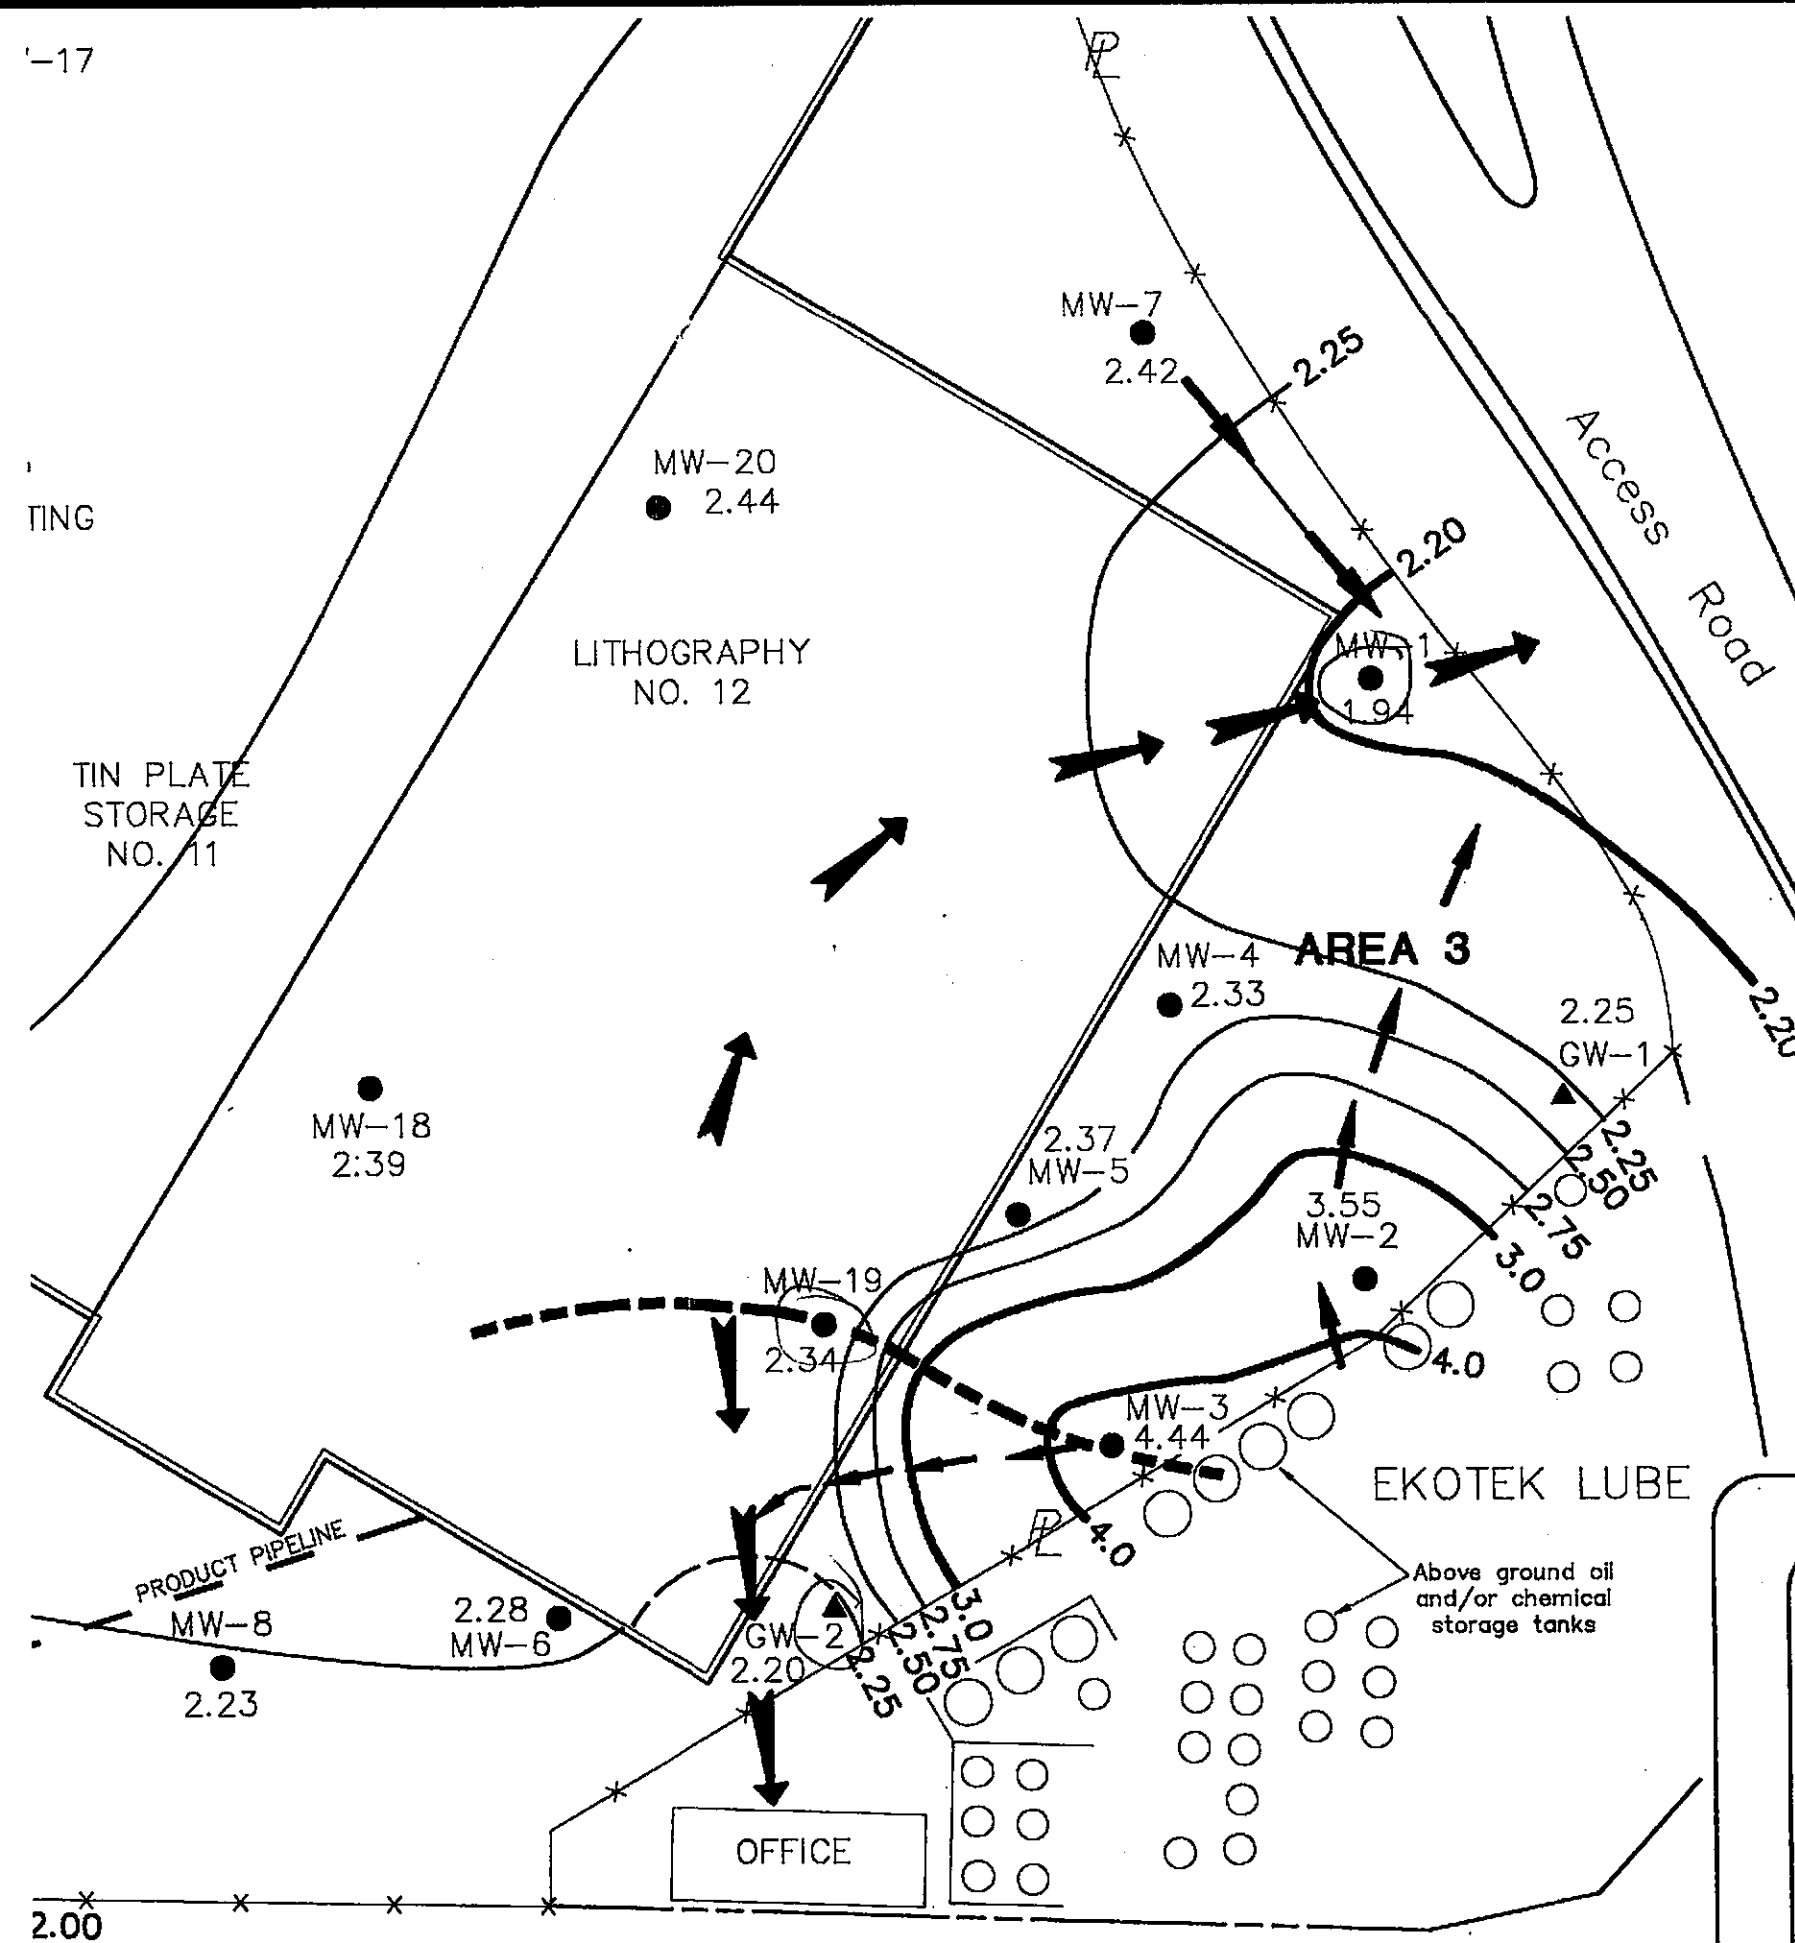 '-17
MW-7
2.42
2.25
MW-20
2.44
TING
Access Road
2.20
LITHOGRAPHY
NO. 12
MW-1
1.94
TIN PLATE
STORAGE
NO. 11
AREA 3
MW-4
2.33
2.25
GW-1
2.20
MW-18
2:39
2.37
MW-5
2.25
2.50
2.75
3.0
3.55
MW-2
MW-19
2.34
4.0
MW-3
4.44
EKOTEK LUBE
PL
PL
4.0
PRODUCT PIPELINE
Above ground oil
and/or chemical
storage tanks
MW-8
2.23
2.28
MW-6
GW-2
2.20
3.0
2.75
2.50
2.25
OFFICE
2.00